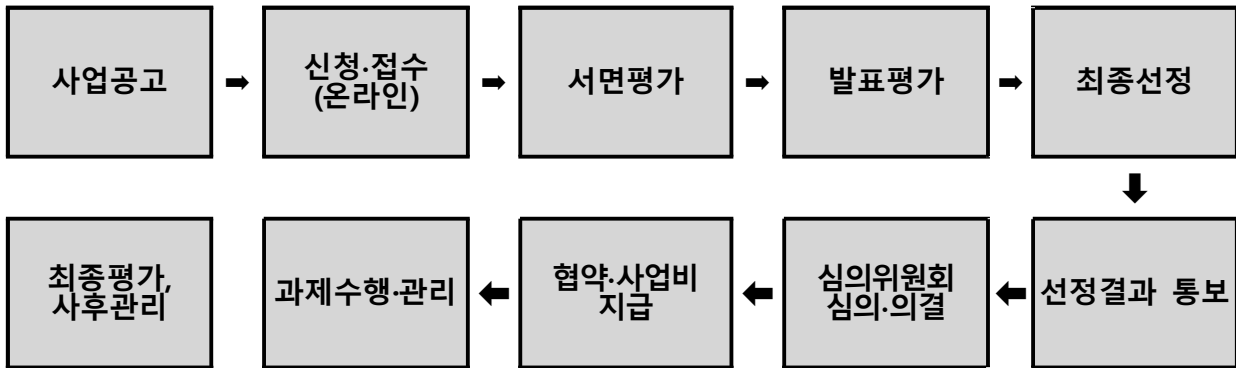 사업공고
신청·접수
(온라인)
서면평가
발표평가
최종선정
최종평가,
사후관리
과제수행·관리
협약·사업비
지급
심의위원회
심의·의결
선정결과 통보